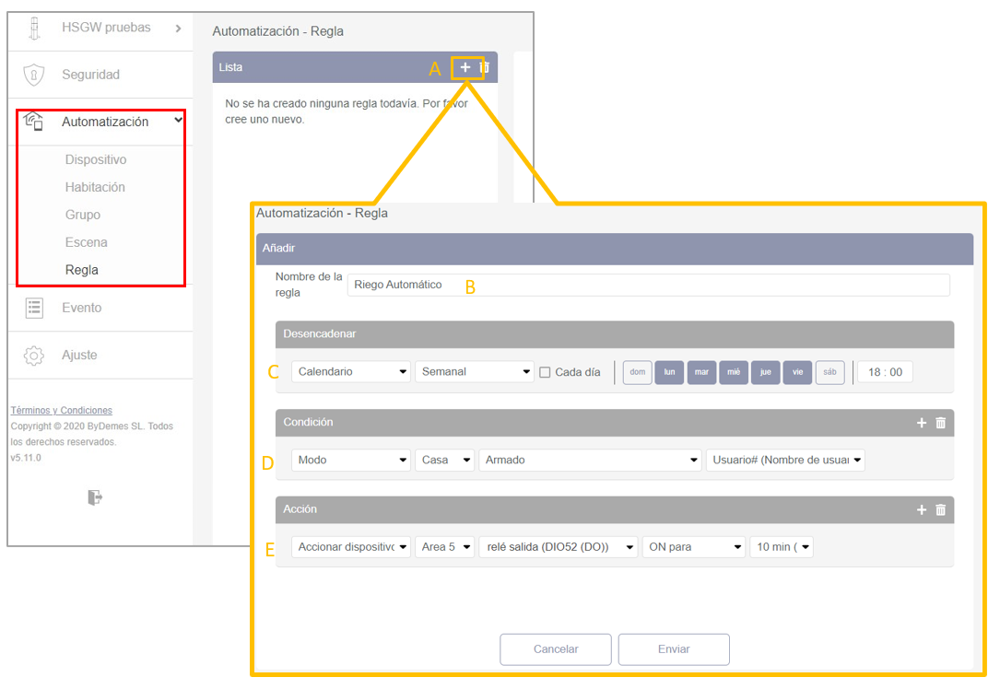 HSGW pruebas
Seguridad
Automatización
Dispositivo
Habitación
Grupo
Escena
Regla
Evento
Ajuste
Términos y Condiciones
Copyright © 2020 ByDemes SL. Todos
los derechos reservados.
v5.11.0
Automatización - Regla
Lista
A
+
No se ha creado ninguna regla todavía. Por favor
cree uno nuevo.
Automatización - Regla
Añadir
Nombre de la
regla
Riego Automático
B
Desencadenar
C
Calendario
Semanal
Cada día
dom lun mar mié jue vie sáb
18 : 00
Condición
+
D
Modo
Casa
Armado
Usuario# (Nombre de usuar
Acción
+
E
Accionar dispositivo
Area 5
relé salida (DIO52 (DO))
ON para
10 min (
Cancelar
Enviar